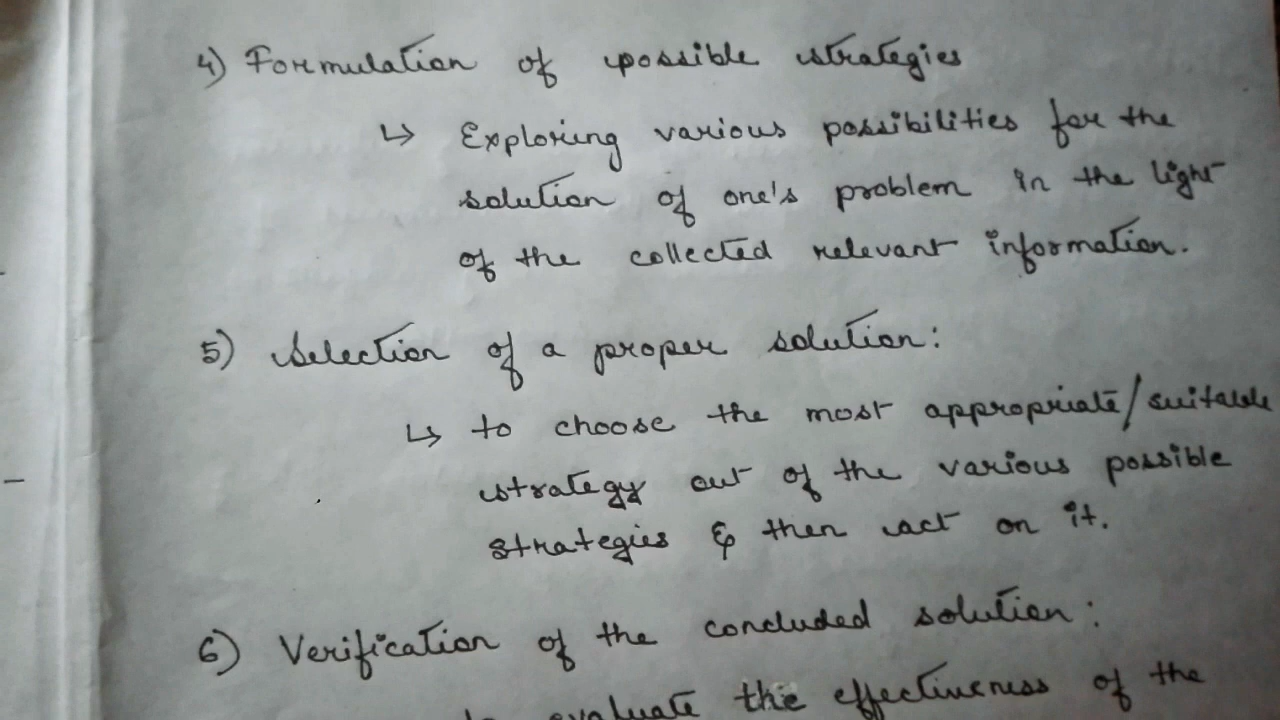 4) Formulation of possible strategies
↳ Exploring various possibilities for the
solution of one's problem in the light
of the collected relevant information.
5) Selection of a proper solution:
↳ to choose the most appropriate/suitable
strategy out of the various possible
strategies & then act on it.
6) Verification of the concluded solution:
to evaluate the effectiveness of the